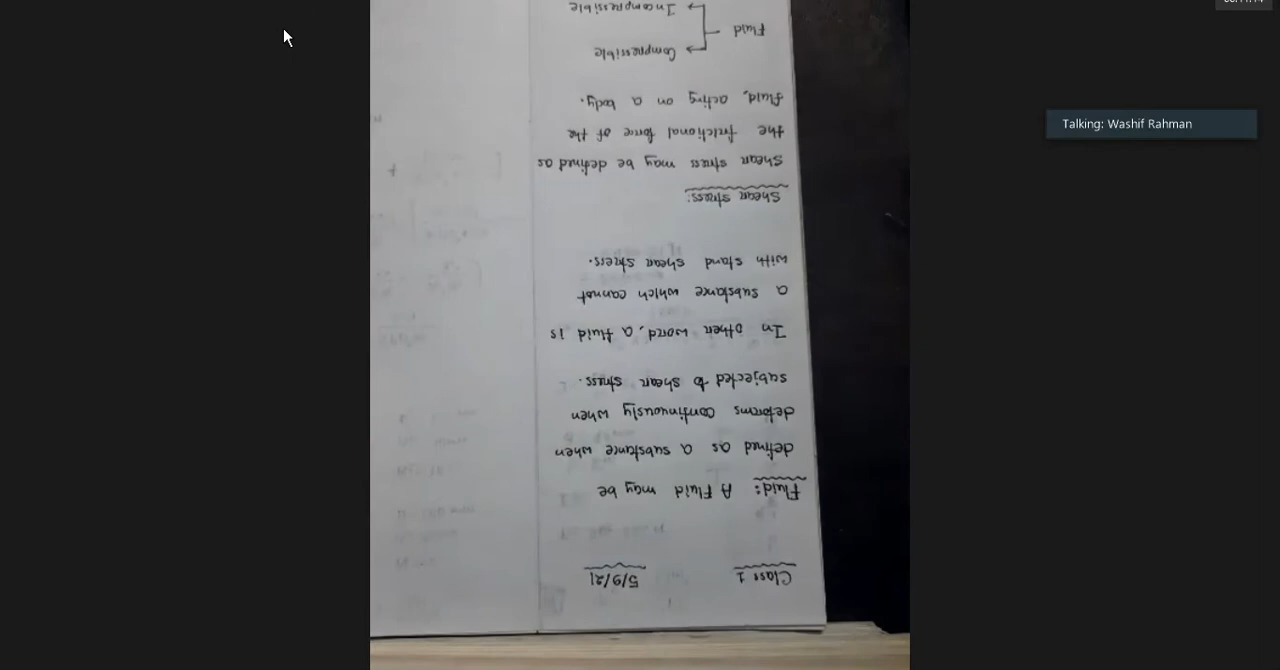 Class 1 5/9/21
Fluid: A Fluid may be
defined as a substance when
deforms continuously when
subjected to shear stress.
In other word, a fluid is
a substance which cannot
with stand shear stress.
Shear stress:
Shear stress may be defined as
the frictional force of the
fluid, acting on a body.
Compressible
Fluid
Incompressible
Talking: Washif Rahman